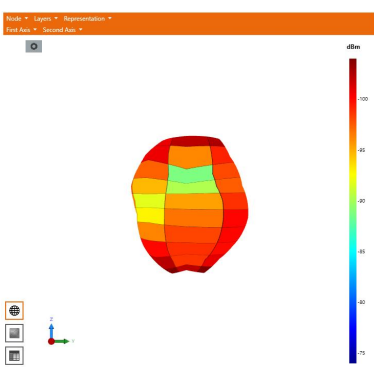 Node Layers Representation
First Axis Second Axis
dBm
-100
-95
-90
-85
-80
-75
Z